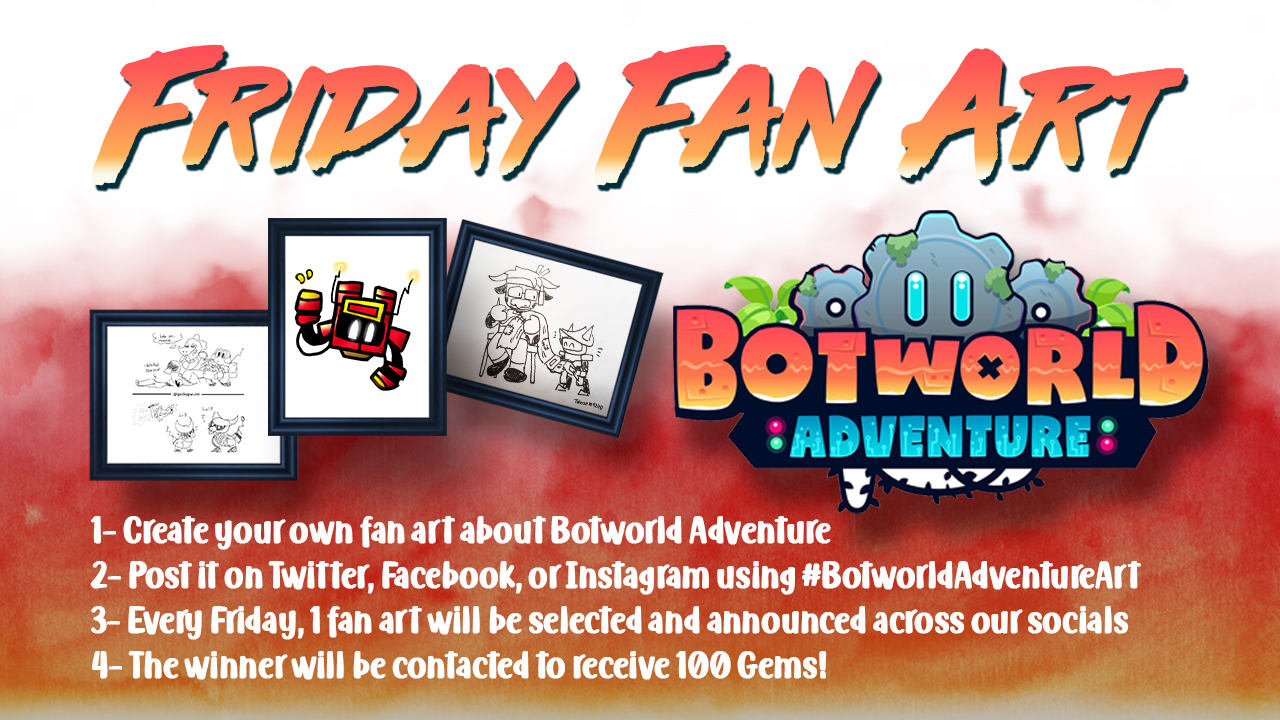 FRIDAY FAN ART
BOTWORLD
ADVENTURE
1- Create your own fan art about Botworld Adventure
2- Post it on Twitter, Facebook, or Instagram using #BotworldAdventureArt
3- Every Friday, 1 fan art will be selected and announced across our socials
4- The winner will be contacted to receive 100 Gems!